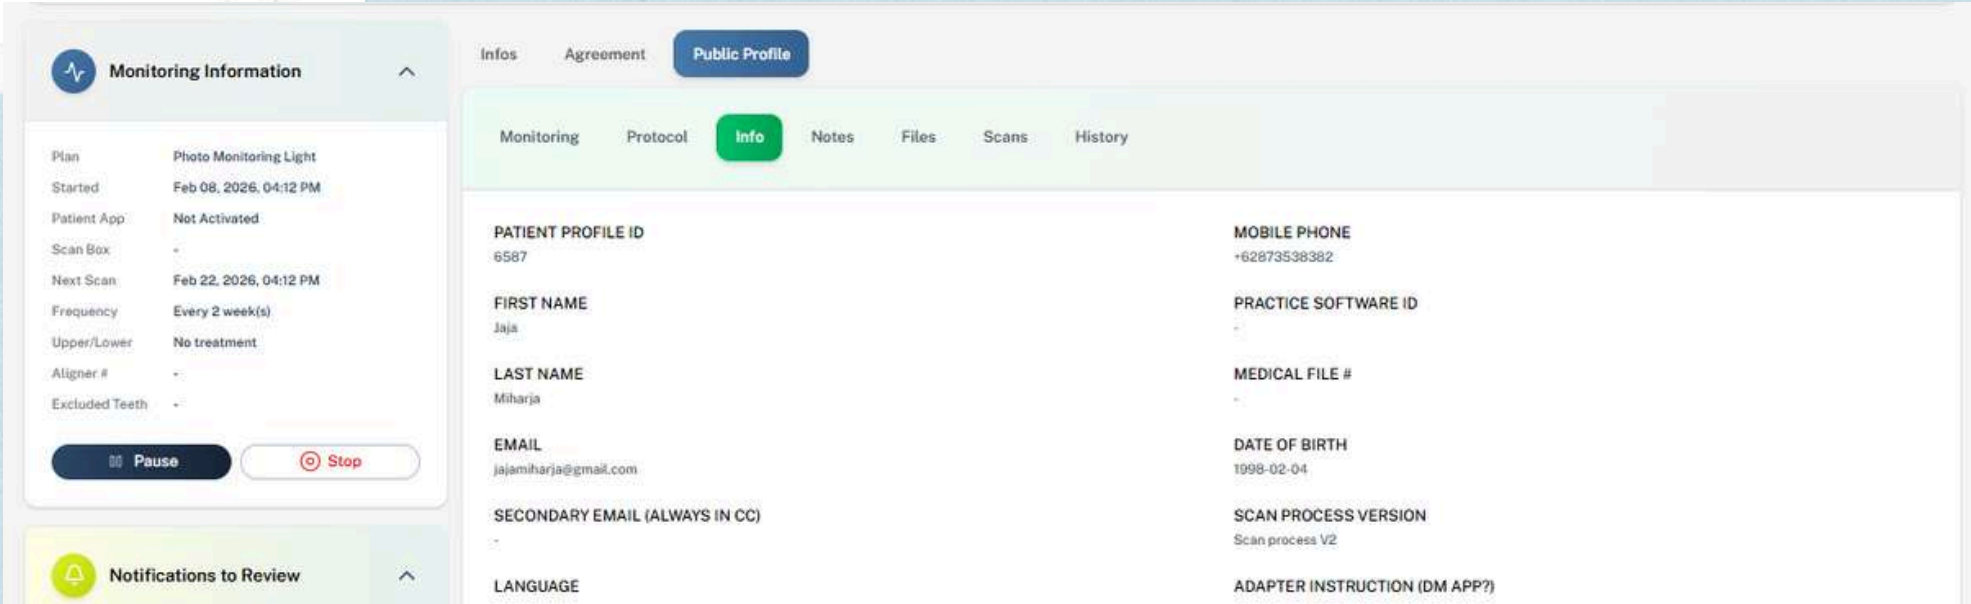 Monitoring Information
Plan Photo Monitoring Light
Started Feb 08, 2026, 04:12 PM
Patient App Not Activated
Scan Box -
Next Scan Feb 22, 2026, 04:12 PM
Frequency Every 2 week(s)
Upper/Lower No treatment
Aligner # -
Excluded Teeth -
Pause Stop
Notifications to Review
Infos Agreement Public Profile
Monitoring Protocol Info Notes Files Scans History
PATIENT PROFILE ID
6587
FIRST NAME
Jaja
LAST NAME
Miharja
EMAIL
jajamiharja@gmail.com
SECONDARY EMAIL (ALWAYS IN CC)
-
LANGUAGE
MOBILE PHONE
+62873538382
PRACTICE SOFTWARE ID
-
MEDICAL FILE #
-
DATE OF BIRTH
1998-02-04
SCAN PROCESS VERSION
Scan process V2
ADAPTER INSTRUCTION (DM APP?)